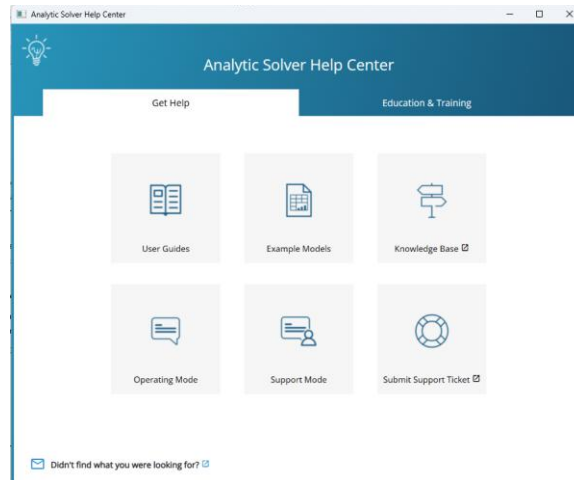 Analytic Solver Help Center
Analytic Solver Help Center
Get Help
Education & Training
User Guides
Example Models
Knowledge Base
Operating Mode
Support Mode
Submit Support Ticket
Didn't find what you were looking for?